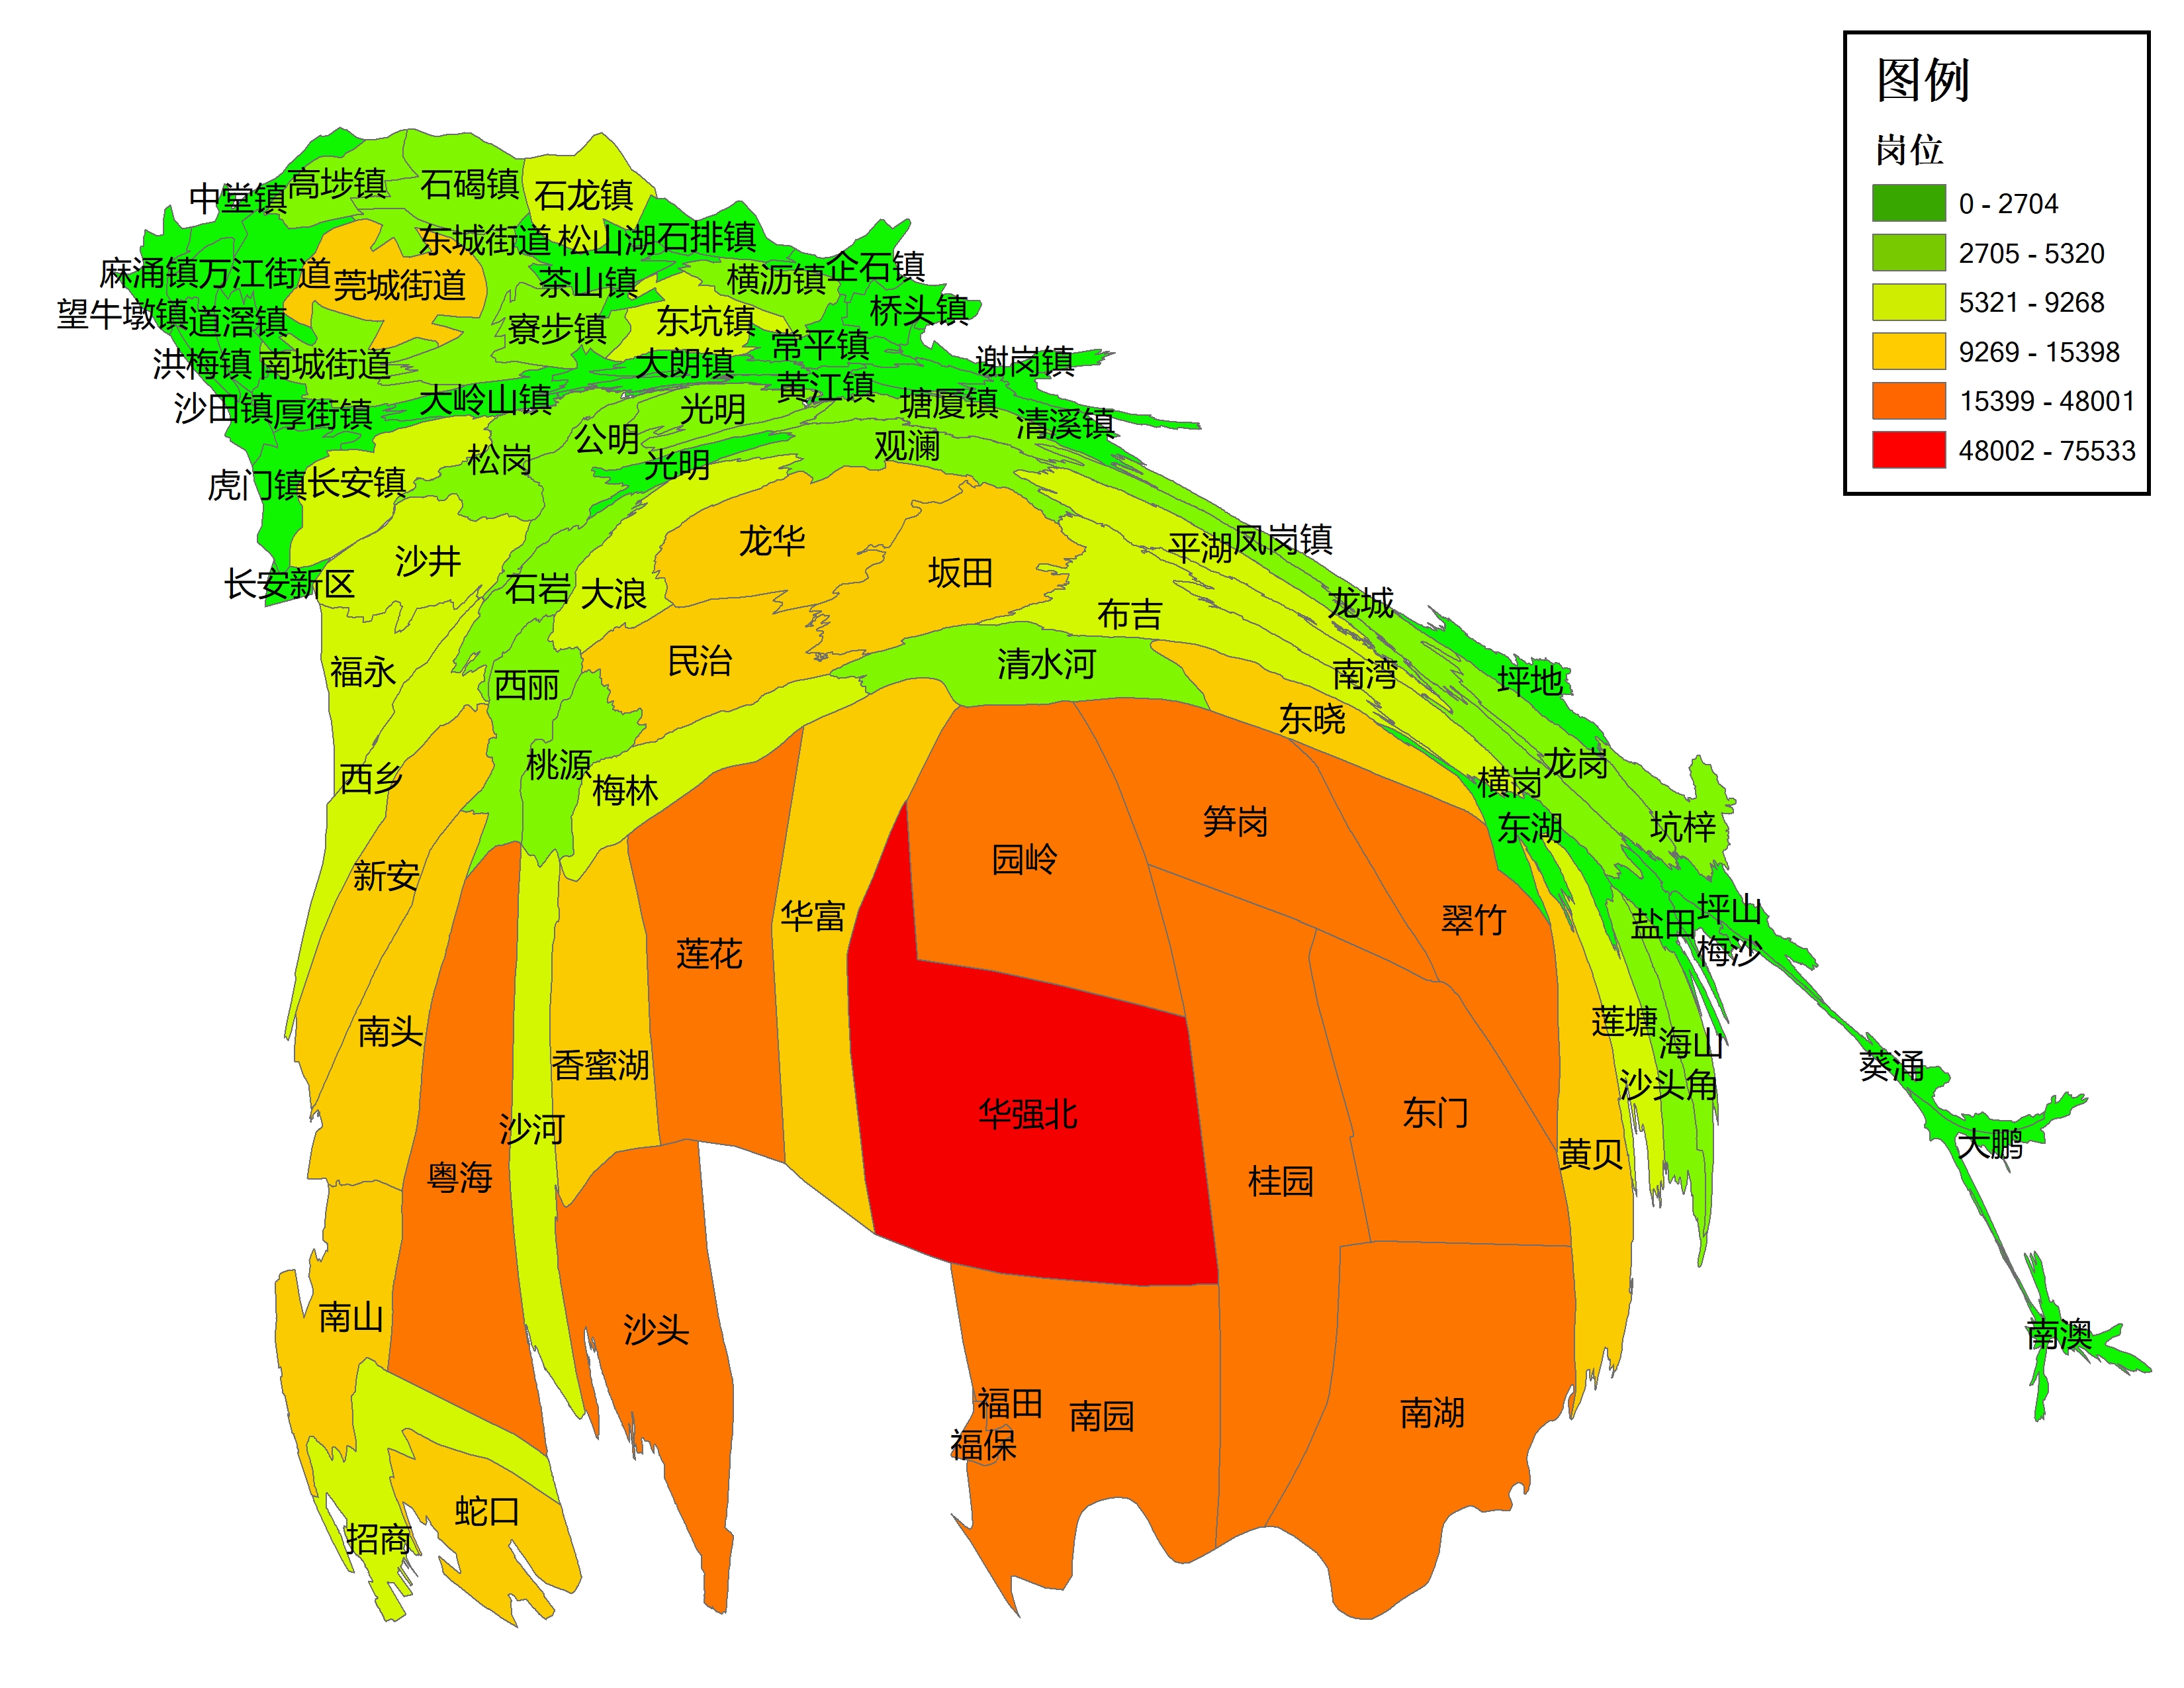 图例
岗位
0 - 2704
2705 - 5320
5321 - 9268
9269 - 15398
15399 - 48001
48002 - 75533
中堂镇
高埗镇
石碣镇
石龙镇
东城街道
松山湖
石排镇
麻涌镇
万江街道
莞城街道
茶山镇
横沥镇
企石镇
望牛墩镇
道滘镇
寮步镇
东坑镇
桥头镇
洪梅镇
南城街道
大朗镇
常平镇
谢岗镇
沙田镇
厚街镇
大岭山镇
黄江镇
光明
塘厦镇
清溪镇
公明
松岗
光明
观澜
虎门镇
长安镇
龙华
平湖
凤岗镇
沙井
坂田
长安新区
石岩
大浪
布吉
龙城
福永
西丽
民治
清水河
南湾
坪地
西乡
桃源
梅林
东晓
横岗
龙岗
新安
园岭
笋岗
东湖
坑梓
华富
翠竹
盐田
坪山
莲花
梅沙
南头
莲塘
海山
香蜜湖
沙头角
葵涌
沙河
华强北
东门
大鹏
粤海
桂园
黄贝
南山
沙头
南澳
福田
南园
南湖
福保
蛇口
招商